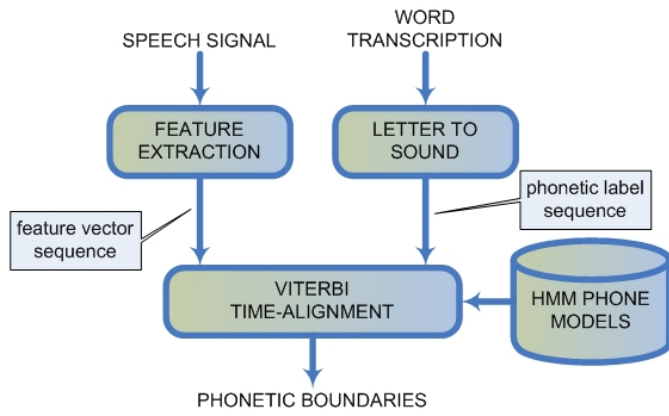 SPEECH SIGNAL
WORD
TRANSCRIPTION
FEATURE
EXTRACTION
LETTER TO
SOUND
feature vector
sequence
phonetic label
sequence
VITERBI
TIME-ALIGNMENT
HMM PHONE
MODELS
PHONETIC BOUNDARIES